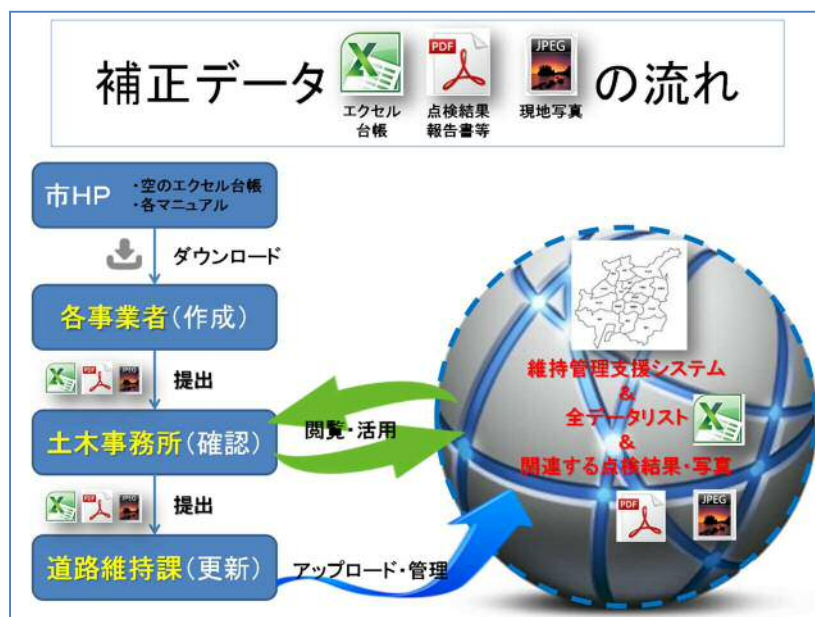 補正データ の流れ
エクセル
台帳
PDF
点検結果
報告書等
JPEG
現地写真
市HP
・空のエクセル台帳
・各マニュアル
ダウンロード
各事業者(作成)
PDF
JPEG
提出
土木事務所(確認)
閲覧・活用
PDF
JPEG
提出
道路維持課(更新)
アップロード・管理
維持管理支援システム
&
全データリスト
&
関連する点検結果・写真
PDF
JPEG